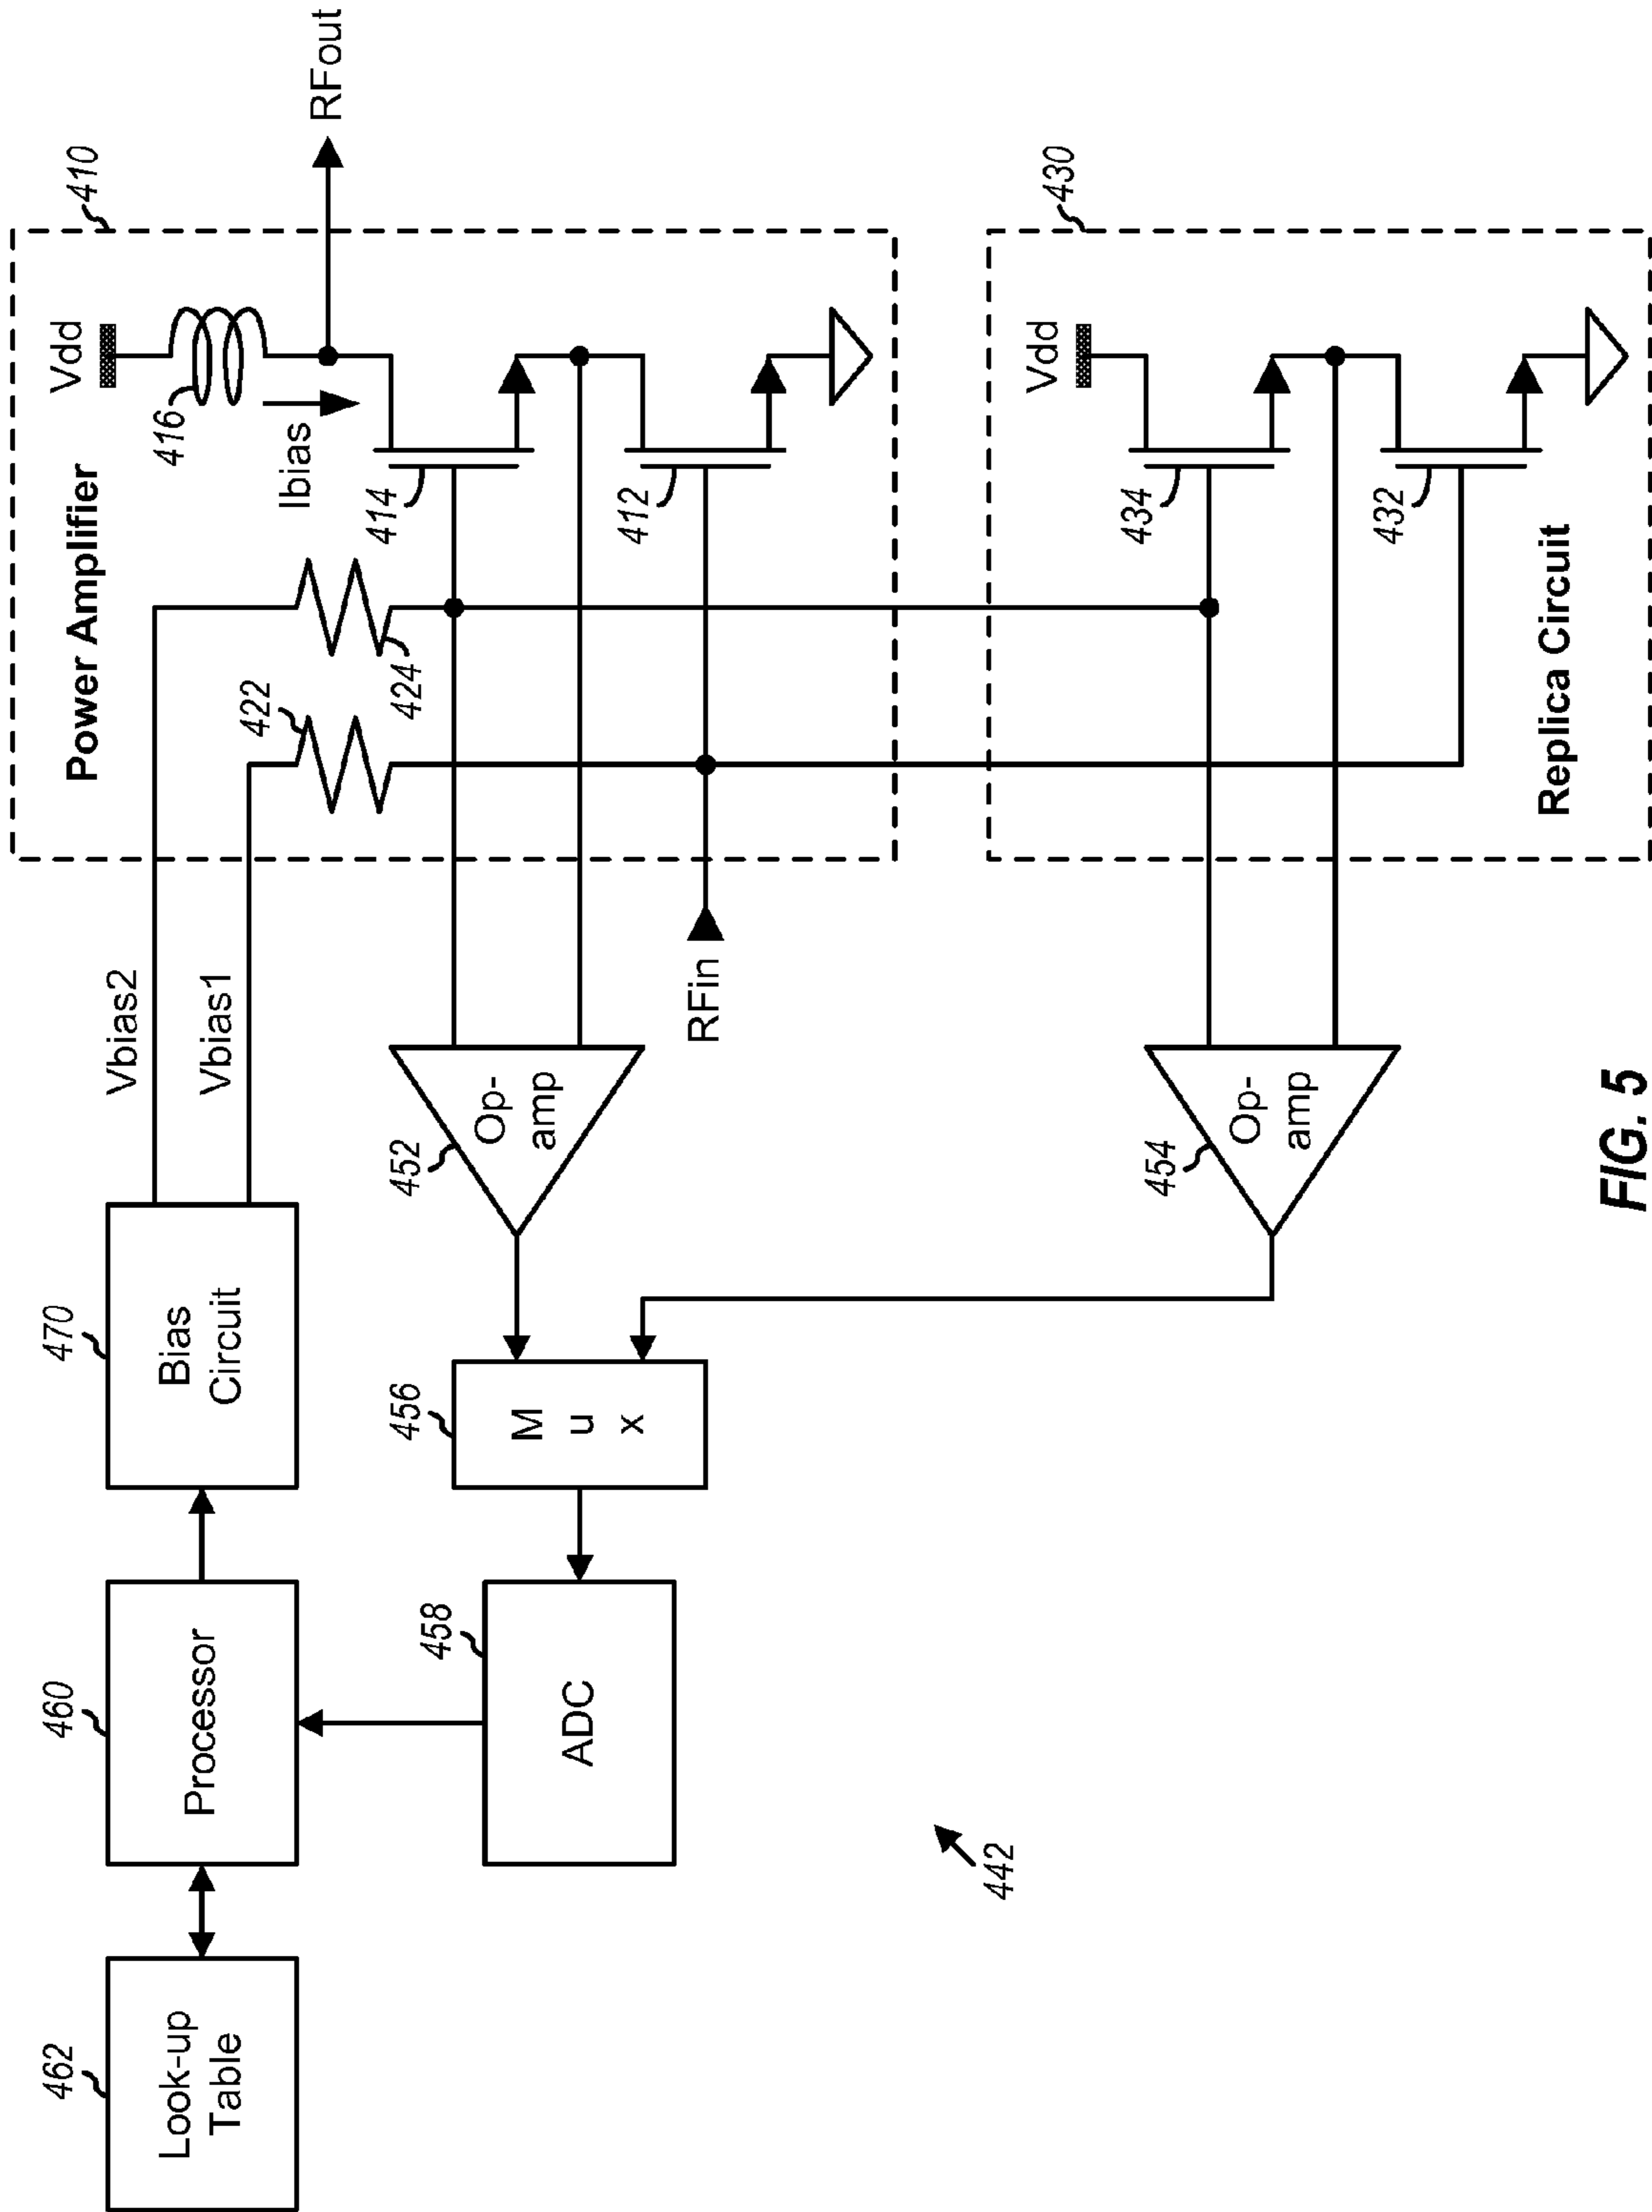 462
Look-up
Table
460
Processor
470
Bias
Circuit
Vbias2
Vbias1
458
ADC
456
M
u
x
452
Op-
amp
454
Op-
amp
442
RFin
Power Amplifier
410
422
424
Vdd
416
Ibias
414
412
RFout
Replica Circuit
430
Vdd
434
432
FIG. 5